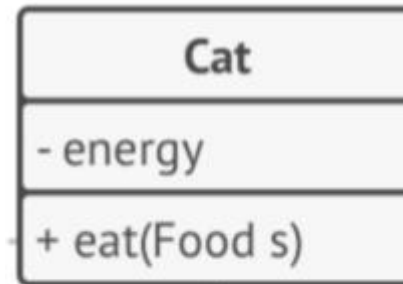 Cat
- energy
+ eat(Food s)